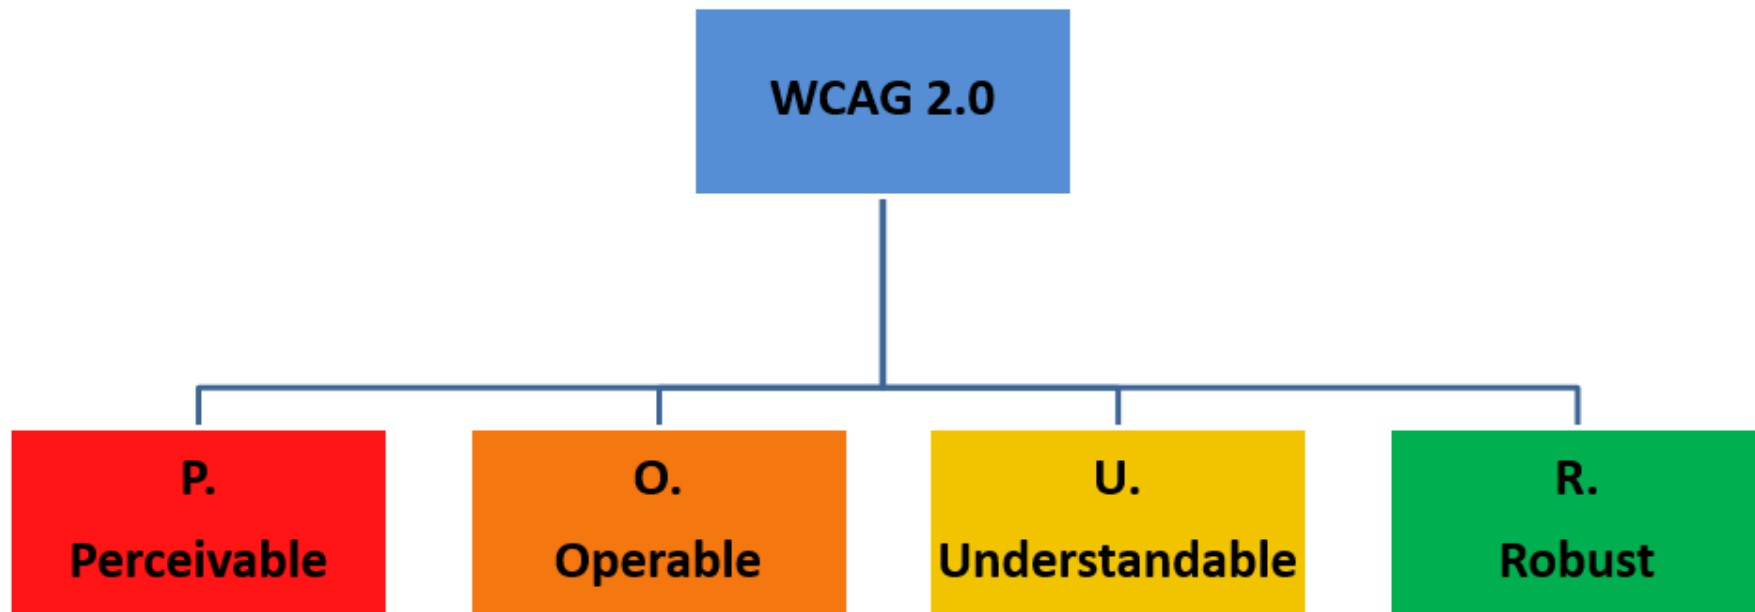 WCAG 2.0
P.
Perceivable
O.
Operable
U.
Understandable
R.
Robust